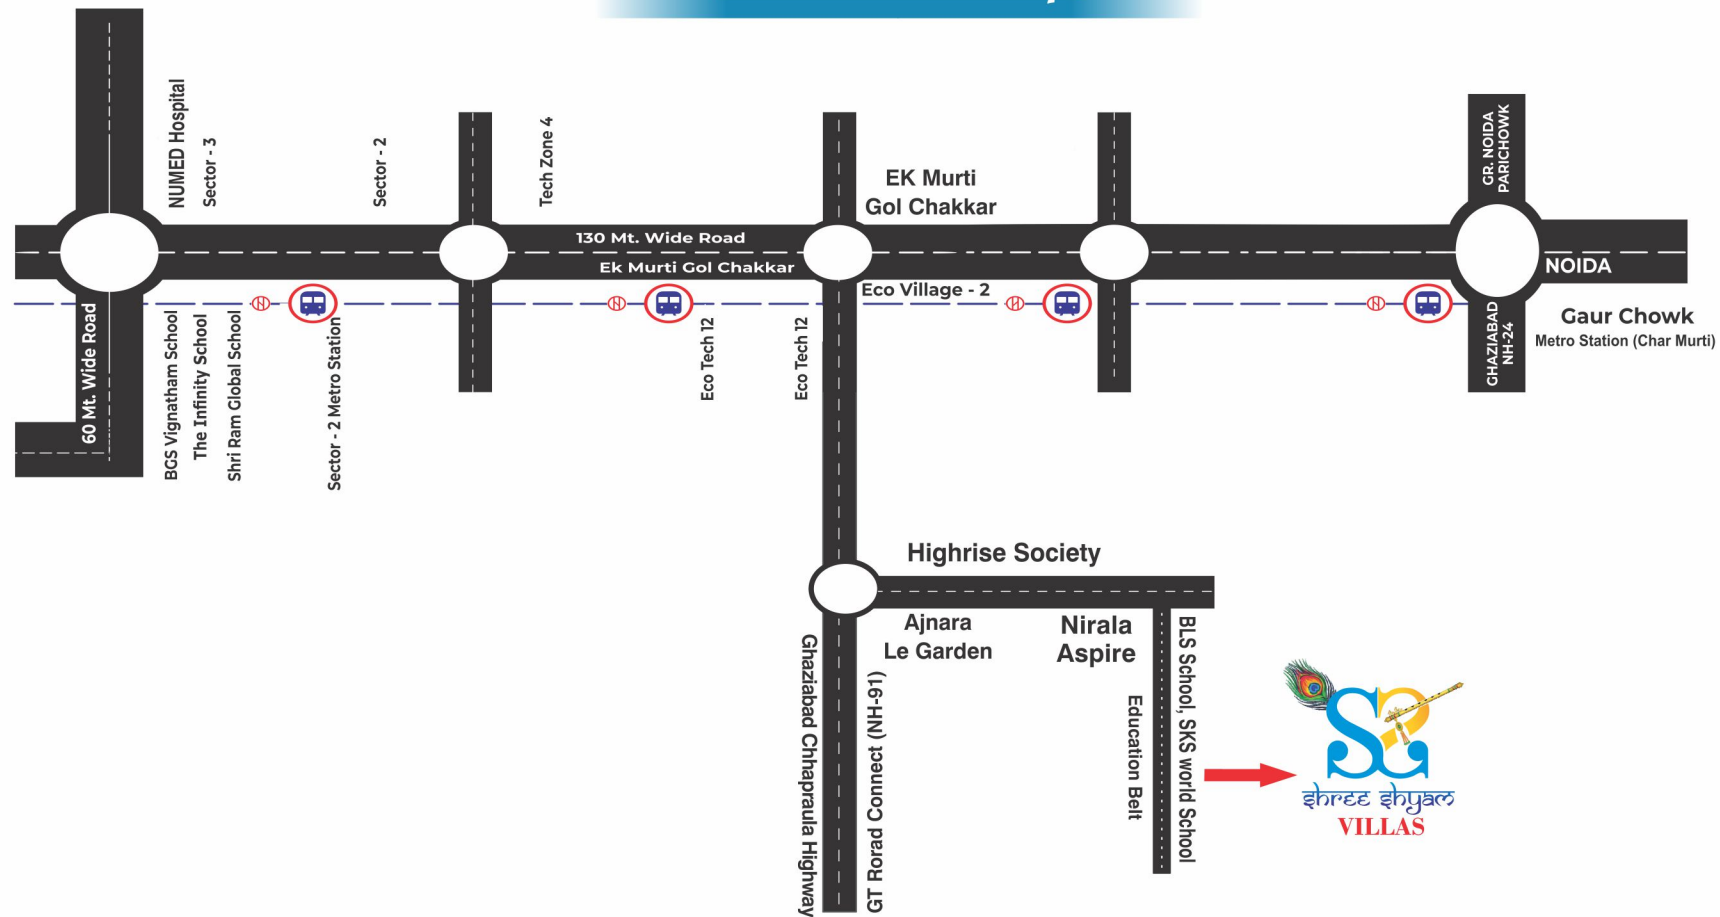 NUMED Hospital
Sector - 3
Sector - 2
Tech Zone 4
EK Murti
Gol Chakkar
GR. NOIDA
PARICHOWK
130 Mt. Wide Road
Ek Murti Gol Chakkar
NOIDA
Eco Village - 2
60 Mt. Wide Road
BGS Vignatham School
The Infinity School
Shri Ram Global School
Sector - 2 Metro Station
Eco Tech 12
Eco Tech 12
GHAZIABAD
NH-24
Gaur Chowk
Metro Station (Char Murti)
Highrise Society
Ajnara
Le Garden
Nirala
Aspire
Ghaziabad Chhapraula Highway
GT Rorad Connect (NH-91)
Education Belt
BLS School, SKS world School
shree shyam
VILLAS